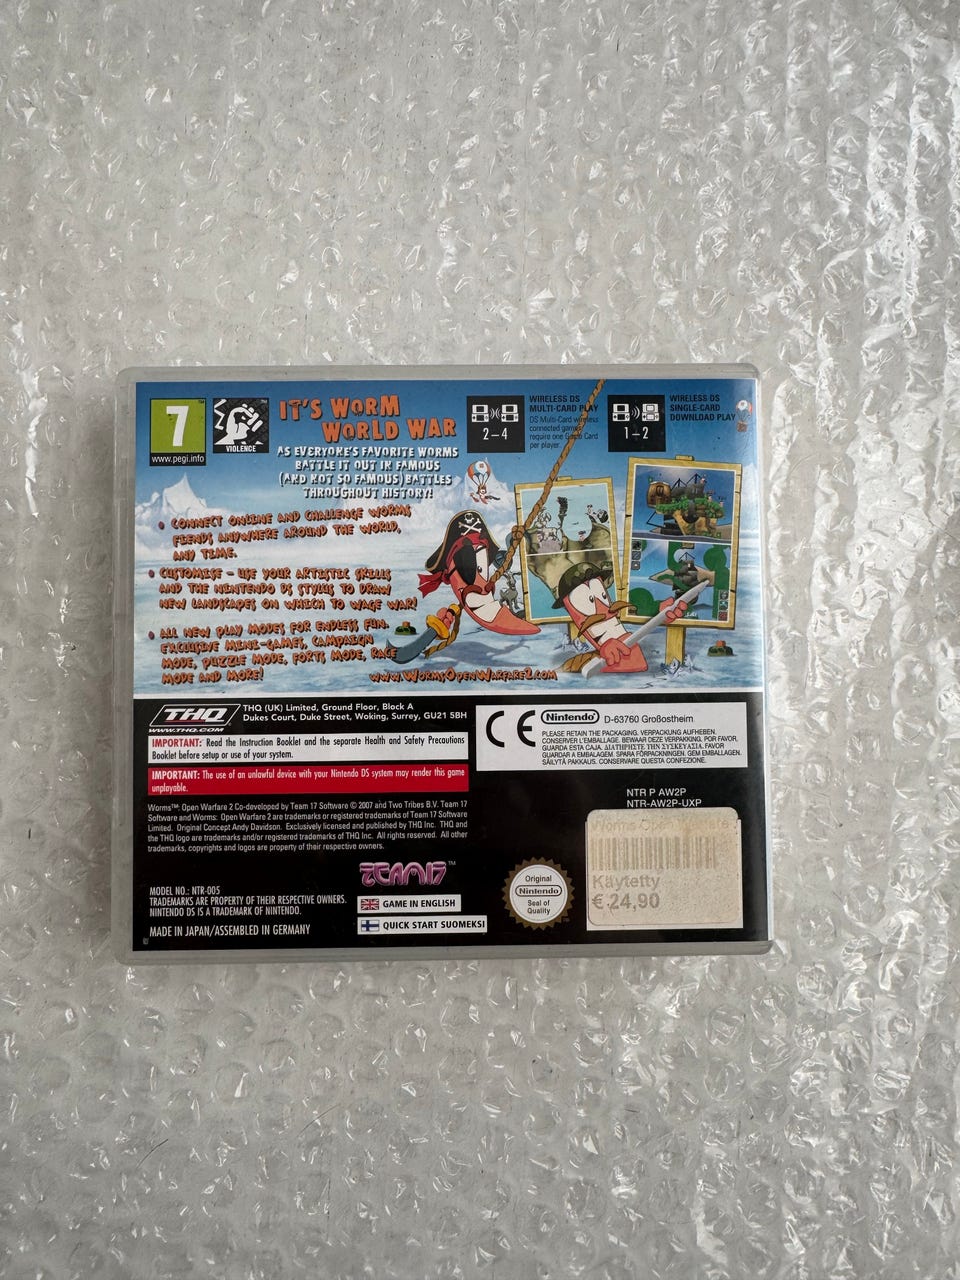 7
www.pegi.info
VIOLENCE
IT'S WORM
WORLD WAR
AS EVERYONE'S FAVORITE WORMS
BATTLE IT OUT IN FAMOUS
(AND NOT SO FAMOUS) BATTLES
THROUGHOUT HISTORY!
2-4
WIRELESS DS
MULTI-CARD PLAY
DS Multi-Card wireless
connected games
require one Game Card
per player
1-2
WIRELESS DS
SINGLE-CARD
DOWNLOAD PLAY
• CONNECT ONLINE AND CHALLENGE WORMS
FIENDS ANYWHERE AROUND THE WORLD,
ANY TIME.
• CUSTOMISE - USE YOUR ARTISTIC SKILLS
AND THE NINTENDO DS STYLUS TO DRAW
NEW LANDSCAPES ON WHICH TO WAGE WAR!
• ALL NEW PLAY MODES FOR ENDLESS FUN.
EXCLUSIVE MINI-GAMES, CAMPAIGN
MODE, PUZZLE MODE, FORTS MODE, RACE
MODE AND MORE!
WWW.WORMSOPENWARFARE2.COM
THQ
WWW.THQ.COM
THQ (UK) Limited, Ground Floor, Block A
Dukes Court, Duke Street, Woking, Surrey, GU21 5BH
IMPORTANT: Read the Instruction Booklet and the separate Health and Safety Precautions
Booklet before setup or use of your system.
IMPORTANT: The use of an unlawful device with your Nintendo DS system may render this game
unplayable.
Worms™: Open Warfare 2 Co-developed by Team 17 Software © 2007 and Two Tribes B.V. Team 17
Software and Worms: Open Warfare 2 are trademarks or registered trademarks of Team 17 Software
Limited. Original Concept Andy Davidson. Exclusively licensed and published by THQ Inc. THQ and
the THQ logo are trademarks and/or registered trademarks of THQ Inc. All rights reserved. All other
trademarks, copyrights and logos are property of their respective owners.
CE
Nintendo D-63760 Großostheim
PLEASE RETAIN THE PACKAGING. VERPACKUNG AUFHEBEN.
CONSERVER L'EMBALLAGE. BEWAAR DEZE VERPAKKING. POR FAVOR,
GUARDA ESTA CAJA. ΔΙΑΤΗΡΗΣΤΕ ΤΗΝ ΣΥΣΚΕΥΑΣΙΑ. FAVOR
GUARDAR A EMBALAGEM. SPARA FÖRPACKNINGEN. GEM EMBALLAGEN.
SÄILYTÄ PAKKAUS. CONSERVARE QUESTA CONFEZIONE.
NTR P AW2P
NTR-AW2P-UXP
Worms Open
Käytetty
€ 24,90
TEAM17™
Original
Nintendo
Seal of
Quality
MODEL NO.: NTR-005
TRADEMARKS ARE PROPERTY OF THEIR RESPECTIVE OWNERS.
NINTENDO DS IS A TRADEMARK OF NINTENDO.
MADE IN JAPAN/ASSEMBLED IN GERMANY
GAME IN ENGLISH
QUICK START SUOMEKSI